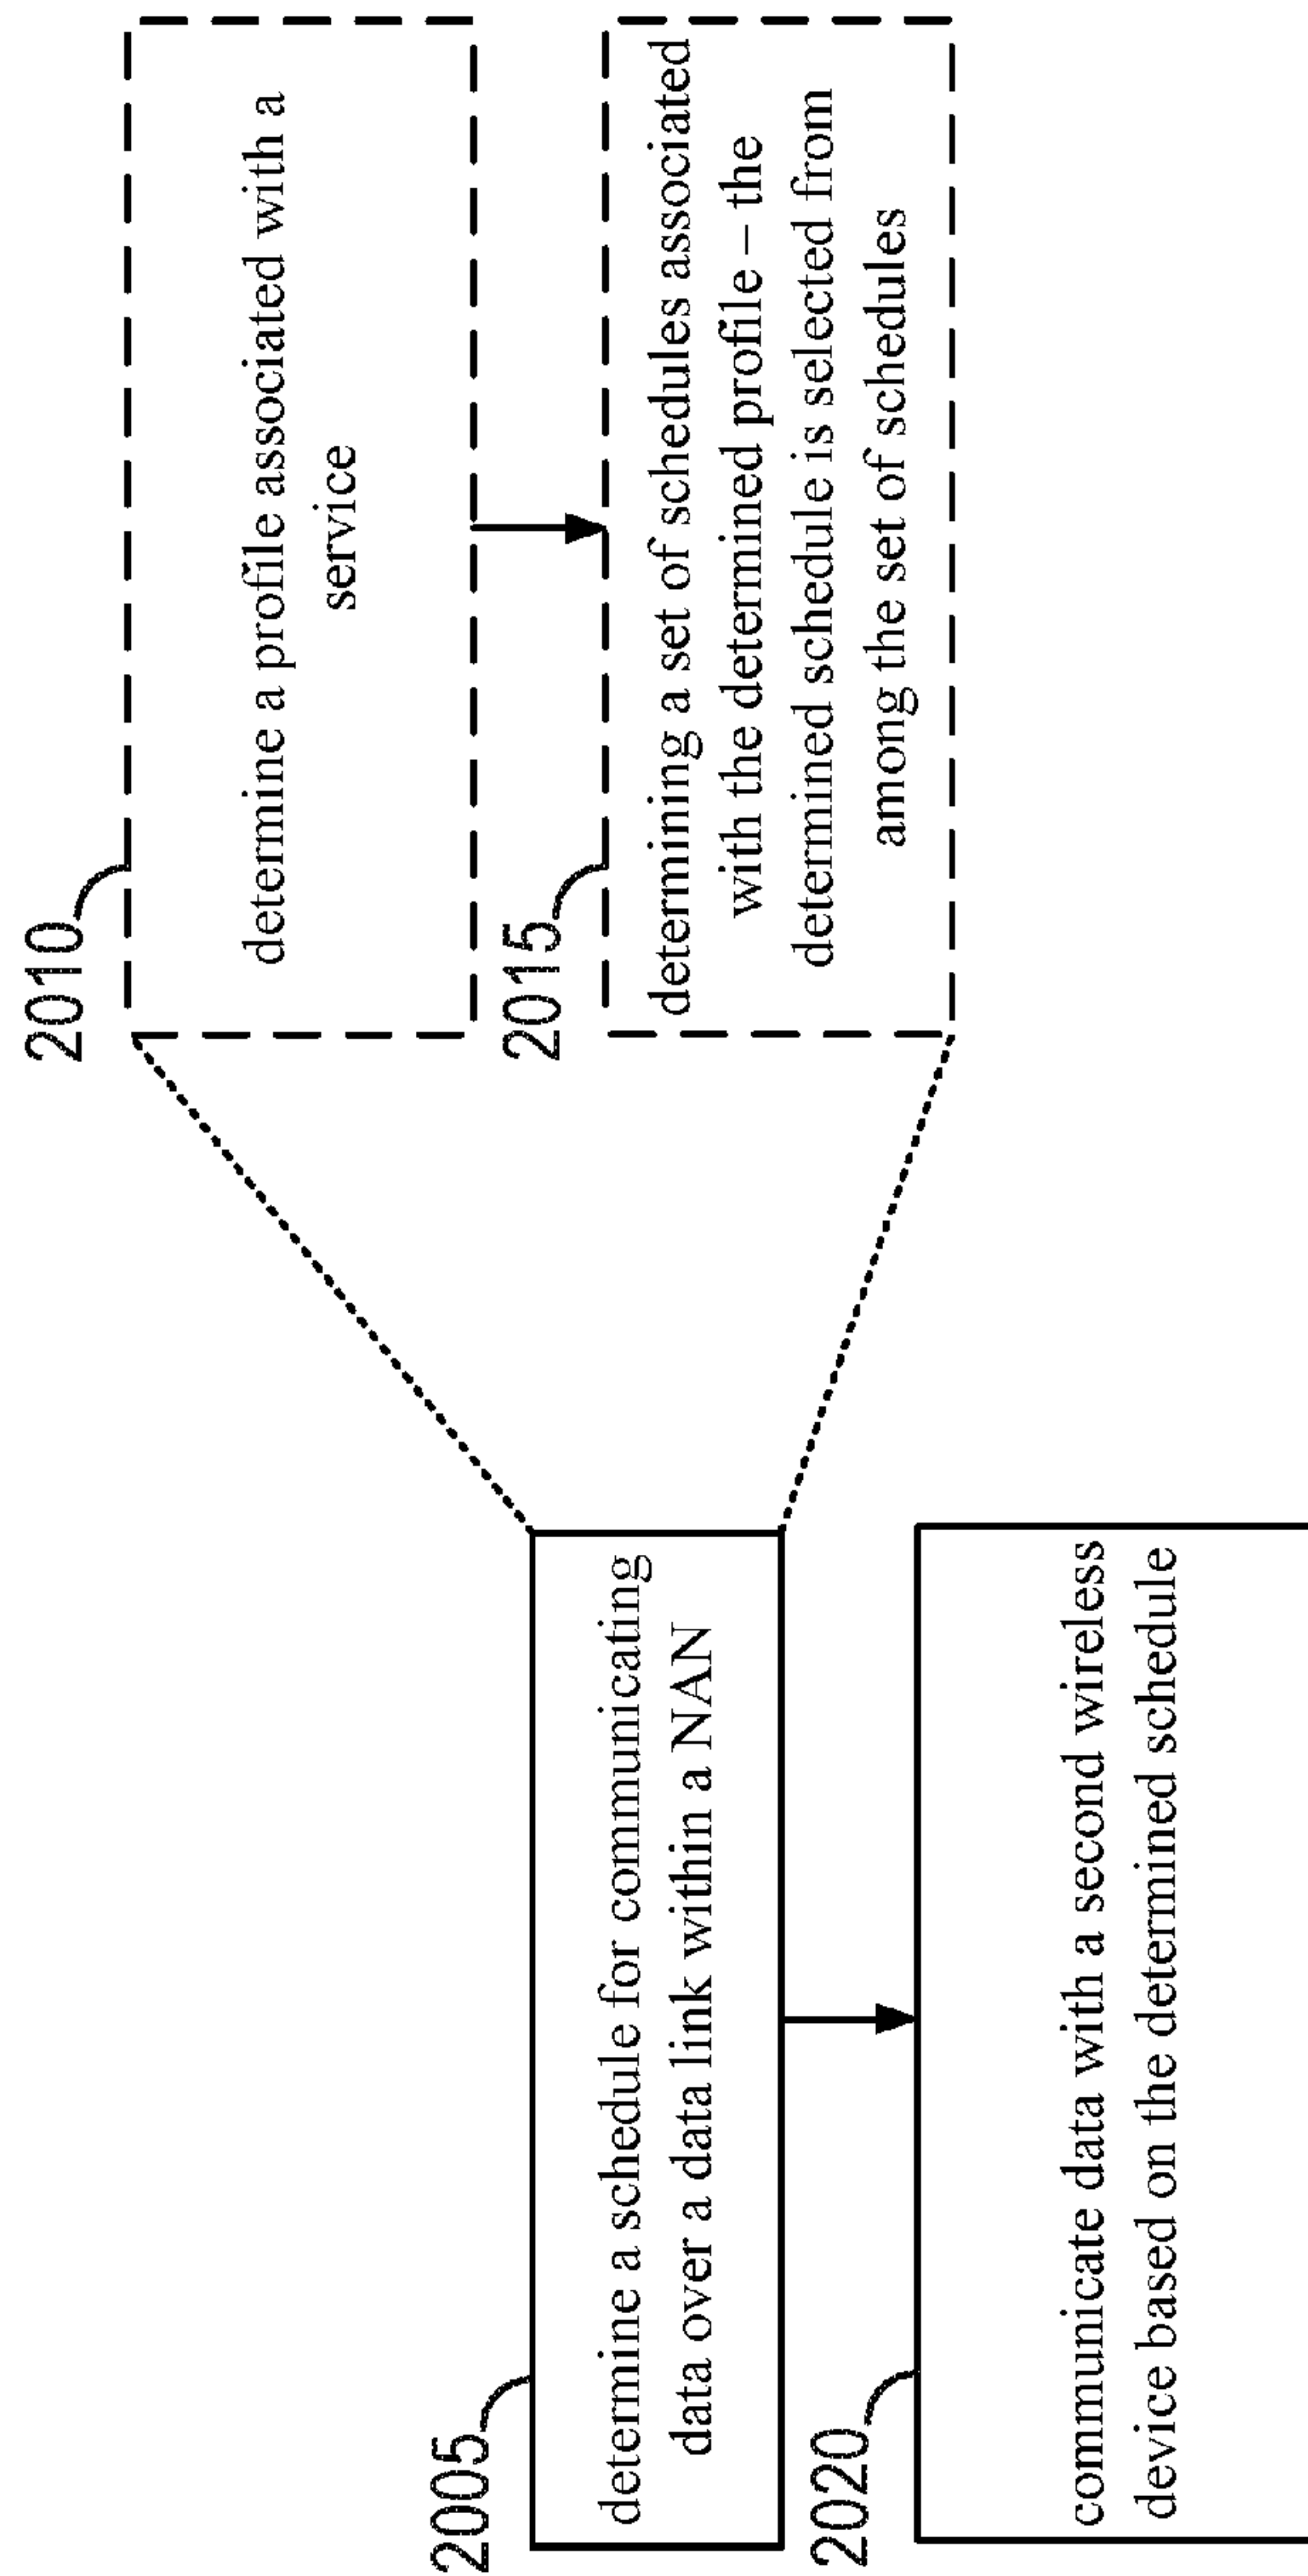 2005
determine a schedule for communicating
data over a data link within a NAN
2010
determine a profile associated with a
service
2015
determining a set of schedules associated
with the determined profile – the
determined schedule is selected from
among the set of schedules
2020
communicate data with a second wireless
device based on the determined schedule